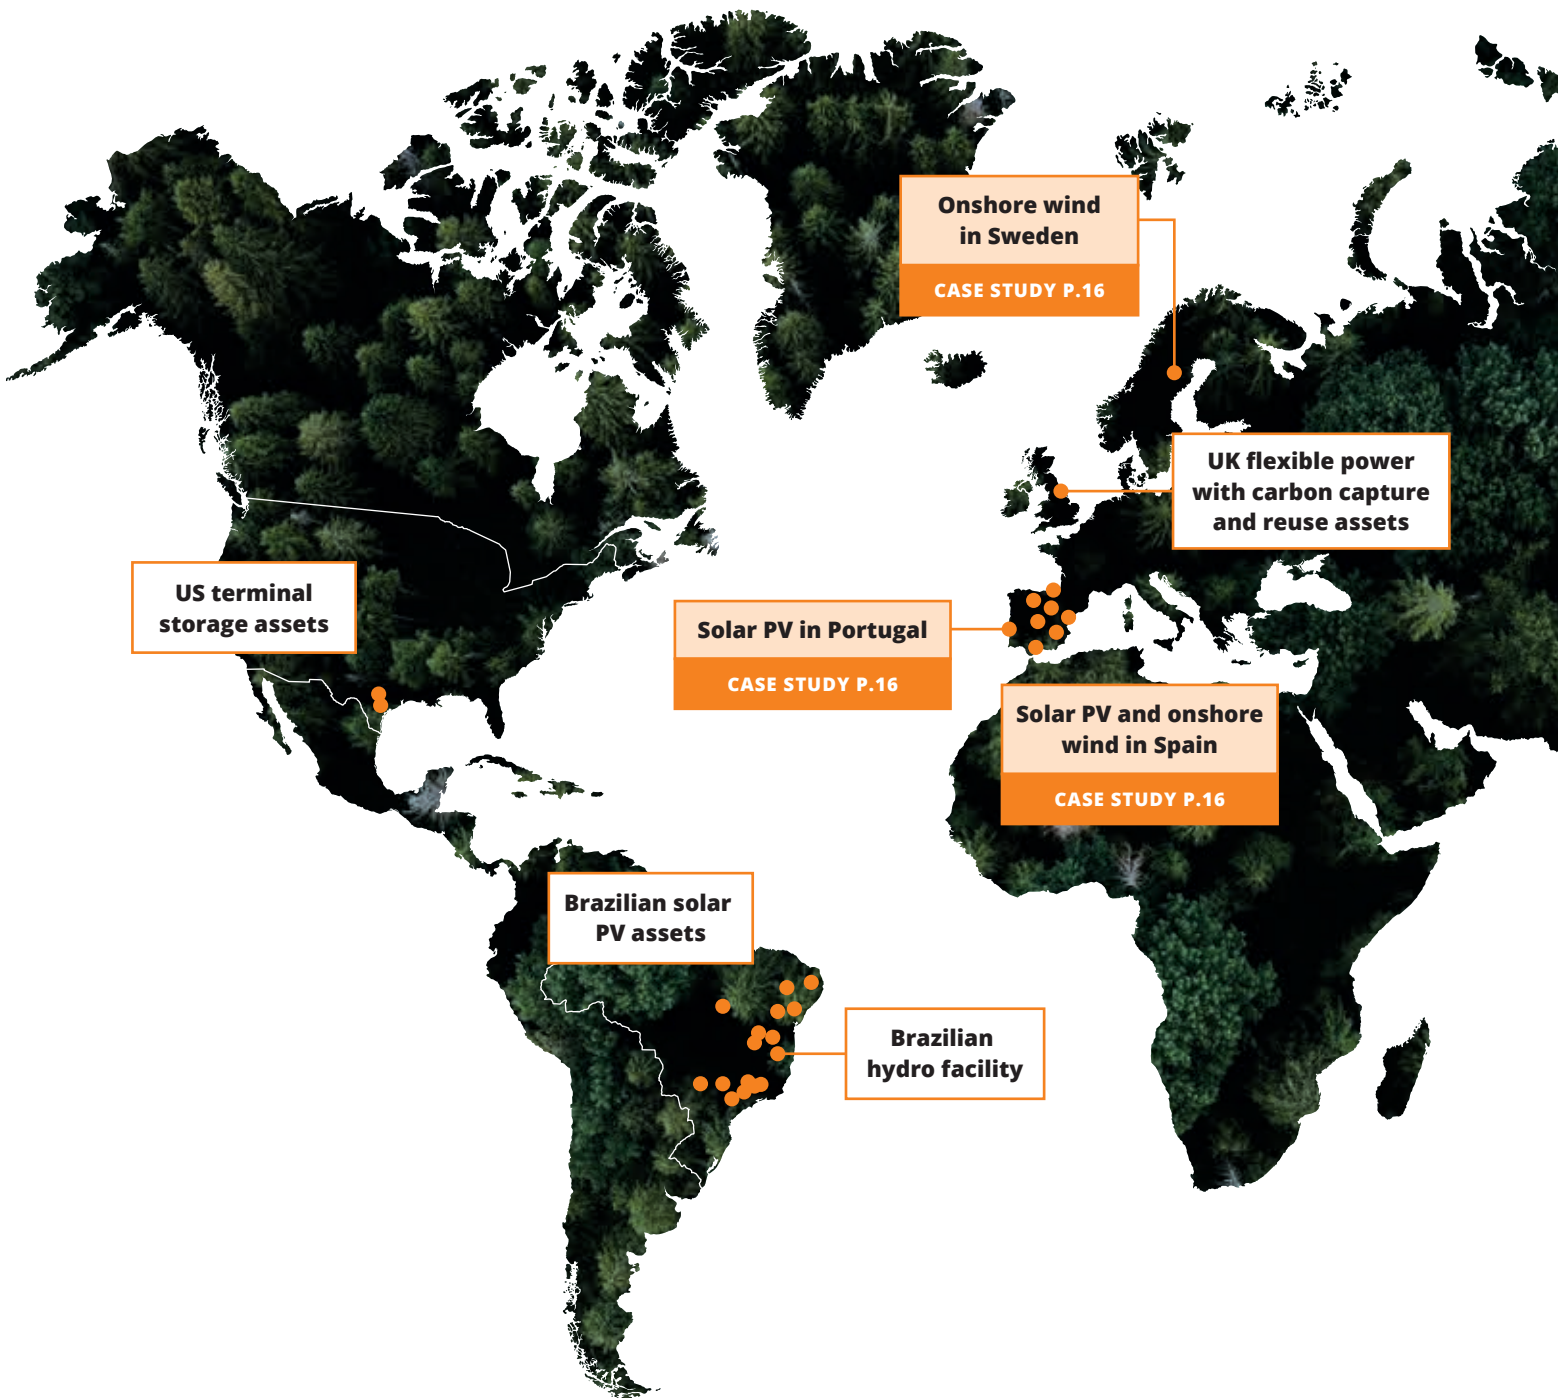 Onshore wind
in Sweden
CASE STUDY P.16
UK flexible power
with carbon capture
and reuse assets
US terminal
storage assets
Solar PV in Portugal
CASE STUDY P.16
Solar PV and onshore
wind in Spain
CASE STUDY P.16
Brazilian solar
PV assets
Brazilian
hydro facility